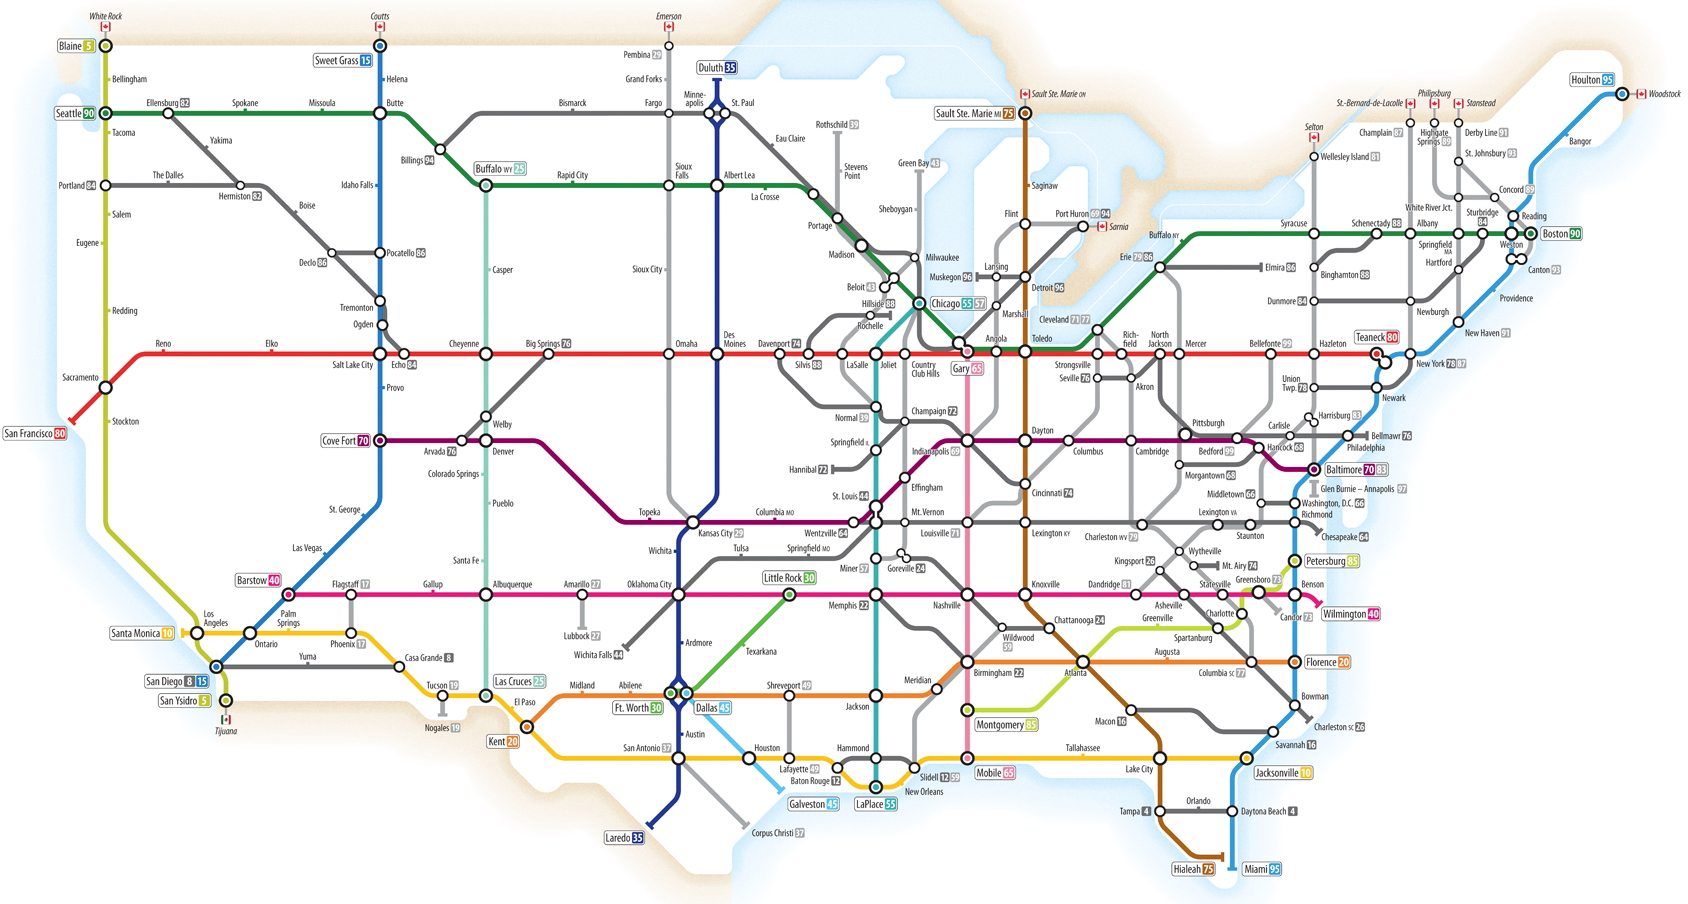 White Rock
Coutts
Emerson
Blaine 5
Sweet Grass 15
Pembina 29
Duluth 35
Houlton 95
Woodstock
Bellingham
Helena
Grand Forks
Minne-
apolis
St. Paul
Sault Ste. Marie ON
St.-Bernard-de-Lacolle
Philipsburg
Stanstead
Seattle 90
Ellensburg 82
Spokane
Missoula
Butte
Bismarck
Fargo
Sault Ste. Marie MI 75
Selton
Champlain 87
Highgate
Springs 89
Derby Line 91
Bangor
Tacoma
Yakima
Billings 94
Eau Claire
Rothschild 39
Wellesley Island 81
St. Johnsbury 93
Buffalo WY 25
Sioux
Falls
Stevens
Point
Green Bay 43
Portland 84
The Dalles
Hermiston 82
Idaho Falls
Rapid City
Albert Lea
La Crosse
Saginaw
Concord 89
Salem
Boise
Sheboygan
Flint
Port Huron 69 94
White River Jct.
Sturbridge
84
Reading
Portage
Sarnia
Buffalo NY
Syracuse
Schenectady 88
Albany
Weston
Boston 90
Eugene
Declo 86
Pocatello 86
Madison
Milwaukee
Springfield
MA
Hartford
Casper
Sioux City
Lansing
Muskegon 96
Erie 79 86
Elmira 86
Binghamton 88
Canton 93
Beloit 43
Detroit 96
Redding
Tremonton
Ogden
Hillside 88
Rochelle
Chicago 55 57
Marshall
Cleveland 71 77
Dunmore 84
Newburgh
Providence
Reno
Elko
Salt Lake City
Echo 84
Cheyenne
Big Springs 76
Omaha
Des
Moines
Davenport 74
Silvis 88
LaSalle
Joliet
Country
Club Hills
Gary 65
Angola
Toledo
Strongsville
Rich-
field
North
Jackson
Mercer
Bellefonte 99
Hazleton
Teaneck 80
New Haven 91
New York 78 87
Sacramento
Provo
Seville 76
Akron
Union
Twp. 78
Newark
San Francisco 80
Stockton
Welby
Normal 39
Champaign 72
Pittsburgh
Carlisle
Harrisburg 83
Cove Fort 70
Arvada 76
Denver
Springfield IL
Indianapolis 69
Dayton
Columbus
Cambridge
Bedford 99
Hancock 68
Bellmawr 76
Philadelphia
Colorado Springs
Hannibal 72
Morgantown 68
Baltimore 70 83
Pueblo
Effingham
Cincinnati 74
Middletown 66
Glen Burnie – Annapolis 97
Washington, D.C. 66
St. George
Topeka
Columbia MO
St. Louis 44
Mt. Vernon
Lexington VA
Richmond
Kansas City 29
Wentzville 64
Louisville 71
Lexington KY
Charleston WV 79
Staunton
Chesapeake 64
Las Vegas
Santa Fe
Wichita
Tulsa
Springfield MO
Miner 57
Goreville 24
Kingsport 26
Wytheville
Mt. Airy 74
Petersburg 85
Barstow 40
Flagstaff 17
Gallup
Albuquerque
Amarillo 27
Oklahoma City
Little Rock 30
Memphis 22
Nashville
Knoxville
Dandridge 81
Asheville
Statesville
Greensboro 73
Benson
Wilmington 40
Los
Angeles
Palm
Springs
Charlotte
Candor 73
Santa Monica 10
Ontario
Phoenix 17
Lubbock 27
Wichita Falls 44
Ardmore
Texarkana
Wildwood
59
Chattanooga 24
Greenville
Spartanburg
Yuma
Casa Grande 8
Augusta
San Diego 8 15
Tucson 19
Las Cruces 25
Midland
Abilene
Shreveport 49
Meridian
Birmingham 22
Atlanta
Columbia SC 77
Florence 20
San Ysidro 5
El Paso
Ft. Worth 30
Dallas 45
Jackson
Bowman
Tijuana
Nogales 19
Montgomery 85
Macon 16
Charleston SC 26
Kent 20
Austin
San Antonio 37
Houston
Hammond
Tallahassee
Savannah 16
Lafayette 49
Baton Rouge 12
Slidell 12 59
New Orleans
Mobile 65
Lake City
Jacksonville 10
Galveston 45
LaPlace 55
Tampa 4
Orlando
Daytona Beach 4
Laredo 35
Corpus Christi 37
Hialeah 75
Miami 95